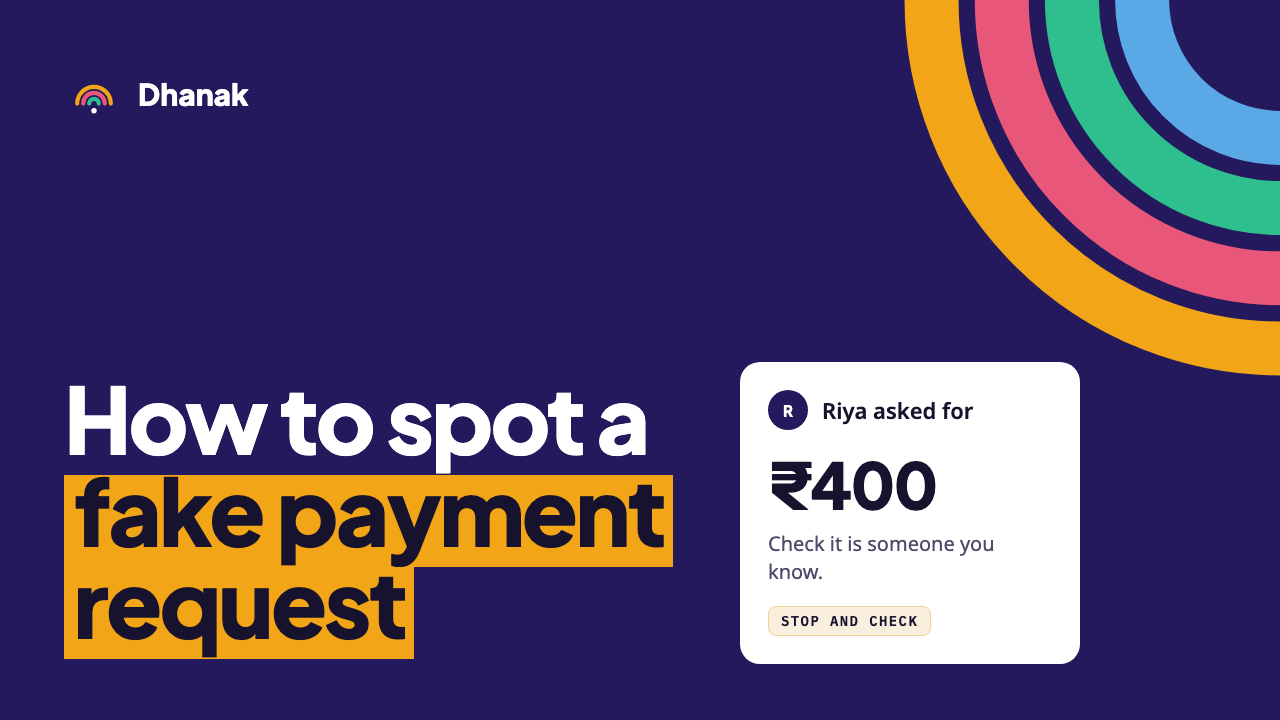 Dhanak
How to spot a
fake payment
request
R
Riya asked for
₹400
Check it is someone you
know.
STOP AND CHECK